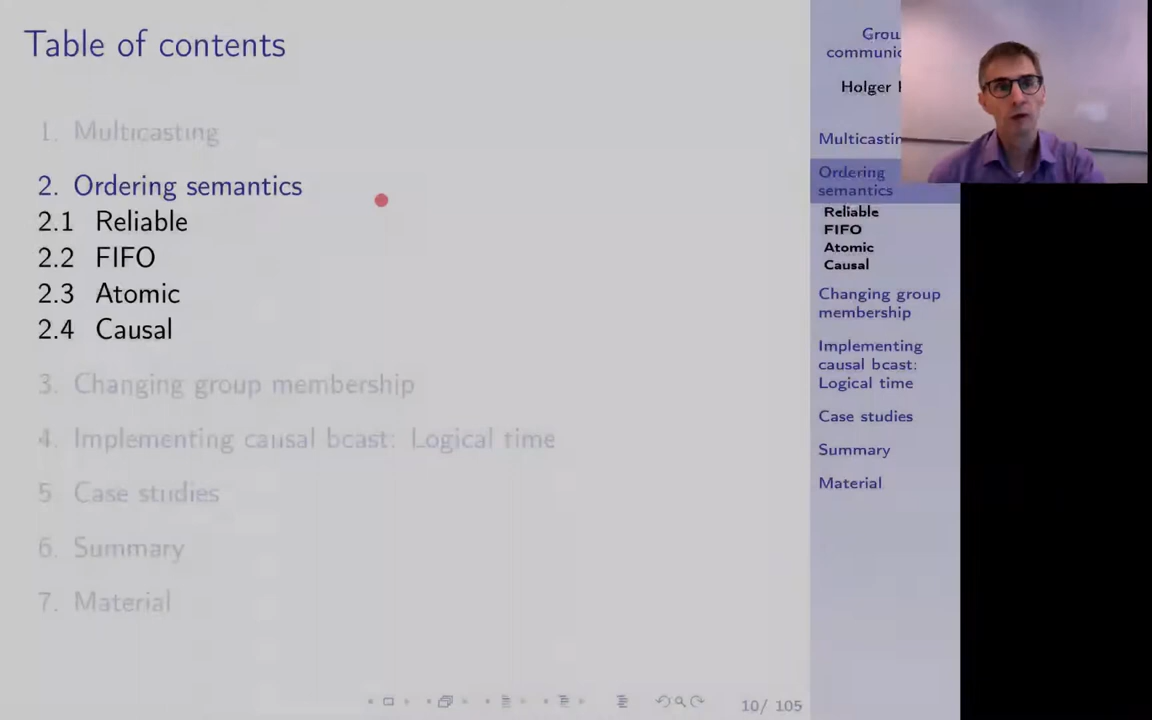 Table of contents
1. Multicasting
2. Ordering semantics
2.1 Reliable
2.2 FIFO
2.3 Atomic
2.4 Causal
3. Changing group membership
4. Implementing causal bcast: Logical time
5. Case studies
6. Summary
7. Material
10/ 105
Grou
communic
Holger
Multicastin
Ordering
semantics
Reliable
FIFO
Atomic
Causal
Changing group
membership
Implementing
causal bcast:
Logical time
Case studies
Summary
Material